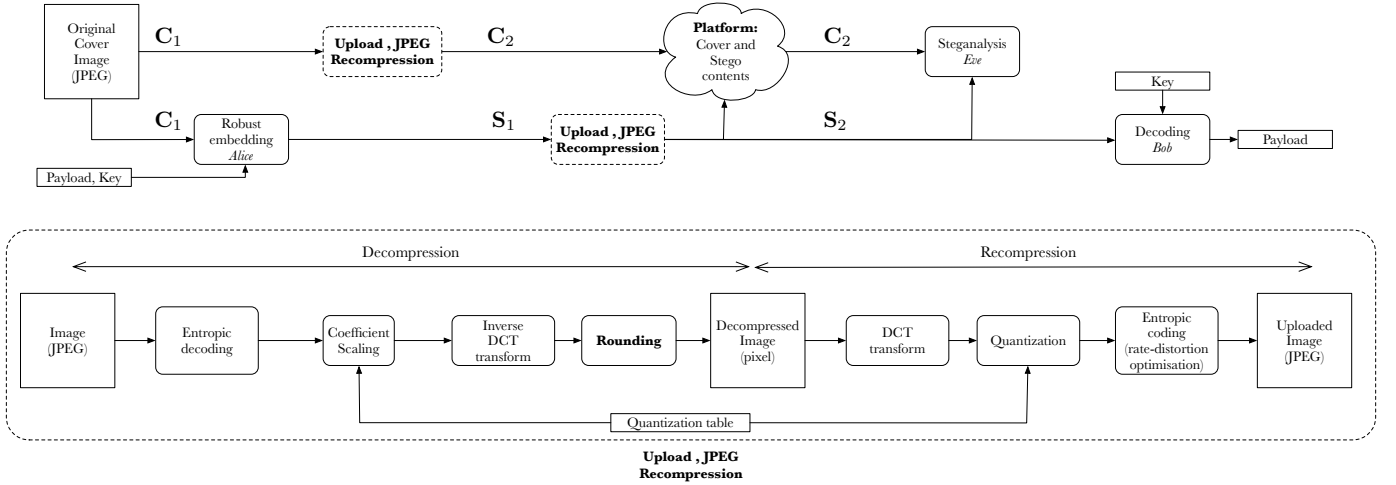 Original
Cover
Image
(JPEG)
C1
Upload , JPEG
Recompression
C2
Platform:
Cover and
Stego
contents
C2
Steganalysis
Eve
C1
Robust
embedding
Alice
Payload, Key
S1
Upload , JPEG
Recompression
S2
Key
Decoding
Bob
Payload
Decompression
Recompression
Image
(JPEG)
Entropic
decoding
Coefficient
Scaling
Inverse
DCT
transform
Rounding
Decompressed
Image
(pixel)
DCT
transform
Quantization
Entropic
coding
(rate-distortion
optimisation)
Uploaded
Image
(JPEG)
Quantization table
Upload , JPEG
Recompression